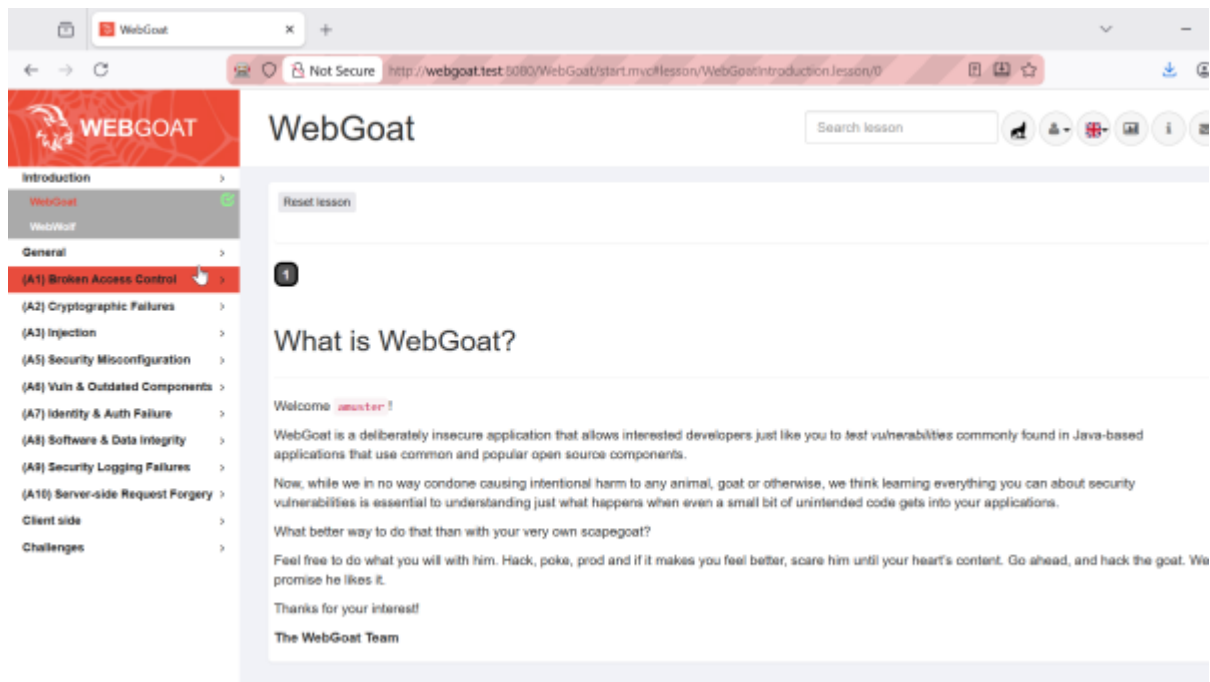 WebGoat
Not Secure http://webgoat.test:8080/WebGoat/start.mvc#lesson/WebGoatIntroduction.lesson/0
WEBGOAT
WebGoat
Search lesson
Introduction
WebGoat
WebWolf
General
(A1) Broken Access Control
(A2) Cryptographic Failures
(A3) Injection
(A5) Security Misconfiguration
(A6) Vuln & Outdated Components
(A7) Identity & Auth Failure
(A8) Software & Data Integrity
(A9) Security Logging Failures
(A10) Server-side Request Forgery
Client side
Challenges
Reset lesson
1
What is WebGoat?
Welcome amuster!
WebGoat is a deliberately insecure application that allows interested developers just like you to test vulnerabilities commonly found in Java-based
applications that use common and popular open source components.
Now, while we in no way condone causing intentional harm to any animal, goat or otherwise, we think learning everything you can about security
vulnerabilities is essential to understanding just what happens when even a small bit of unintended code gets into your applications.
What better way to do that than with your very own scapegoat?
Feel free to do what you will with him. Hack, poke, prod and if it makes you feel better, scare him until your heart's content. Go ahead, and hack the goat. We
promise he likes it.
Thanks for your interest!
The WebGoat Team